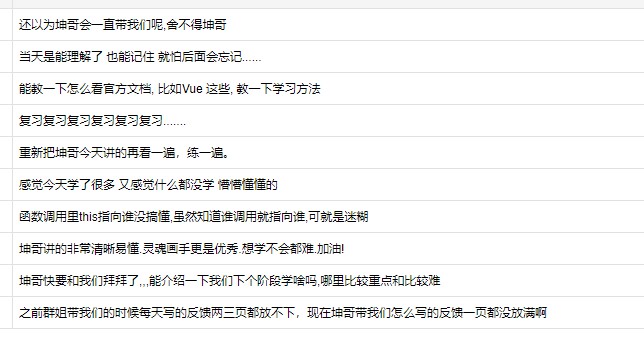 还以为坤哥会一直带我们呢,舍不得坤哥
当天是能理解了 也能记住 就怕后面会忘记......
能教一下怎么看官方文档, 比如Vue 这些, 教一下学习方法
复习复习复习复习复习复习.......
重新把坤哥今天讲的再看一遍，练一遍。
感觉今天学了很多 又感觉什么都没学 懵懵懂懂的
函数调用里this指向谁没搞懂,虽然知道谁调用就指向谁,可就是迷糊
坤哥讲的非常清晰易懂.灵魂画手更是优秀.想学不会都难.加油!
坤哥快要和我们拜拜了,,,能介绍一下我们下个阶段学啥吗,哪里比较重点和比较难
之前群姐带我们的时候每天写的反馈两三页都放不下，现在坤哥带我们怎么写的反馈一页都没放满啊